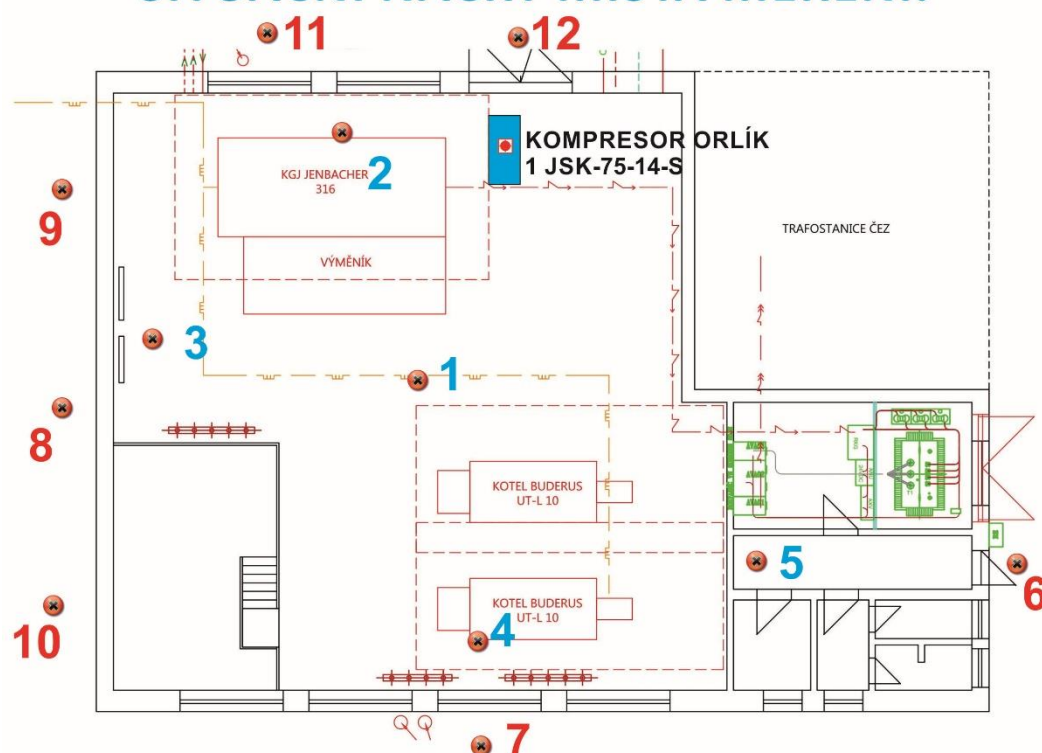 11
12
KOMPRESOR ORLÍK
1 JSK-75-14-S
2
KGJ JENBACHER
316
9
TRAFOSTANICE ČEZ
VÝMĚNÍK
3
1
8
KOTEL BUDERUS
UT-L 10
5
6
KOTEL BUDERUS
UT-L 10
10
4
7